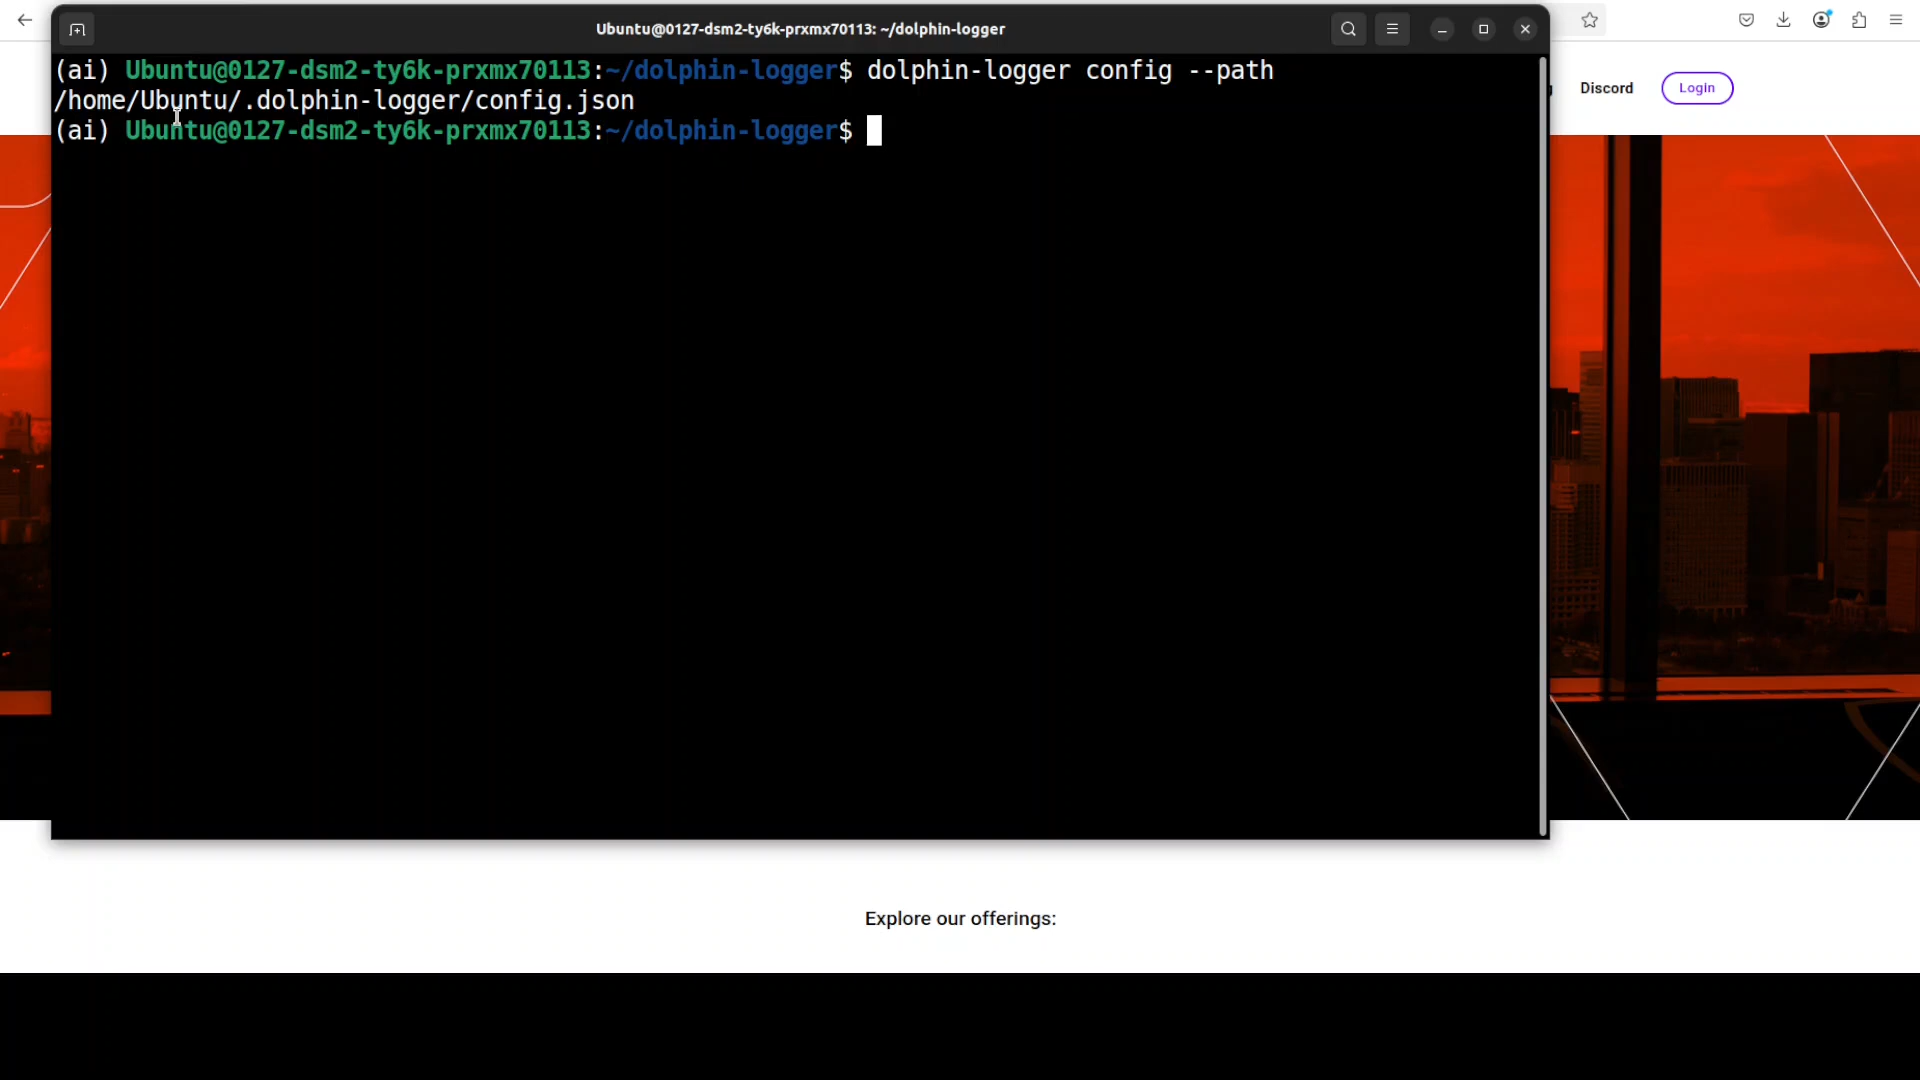 Ubuntu@0127-dsm2-ty6k-prxmx70113: ~/dolphin-logger
(ai) Ubuntu@0127-dsm2-ty6k-prxmx70113:~/dolphin-logger$ dolphin-logger config --path
/home/Ubuntu/.dolphin-logger/config.json
(ai) Ubuntu@0127-dsm2-ty6k-prxmx70113:~/dolphin-logger$
Discord
Login
Explore our offerings: